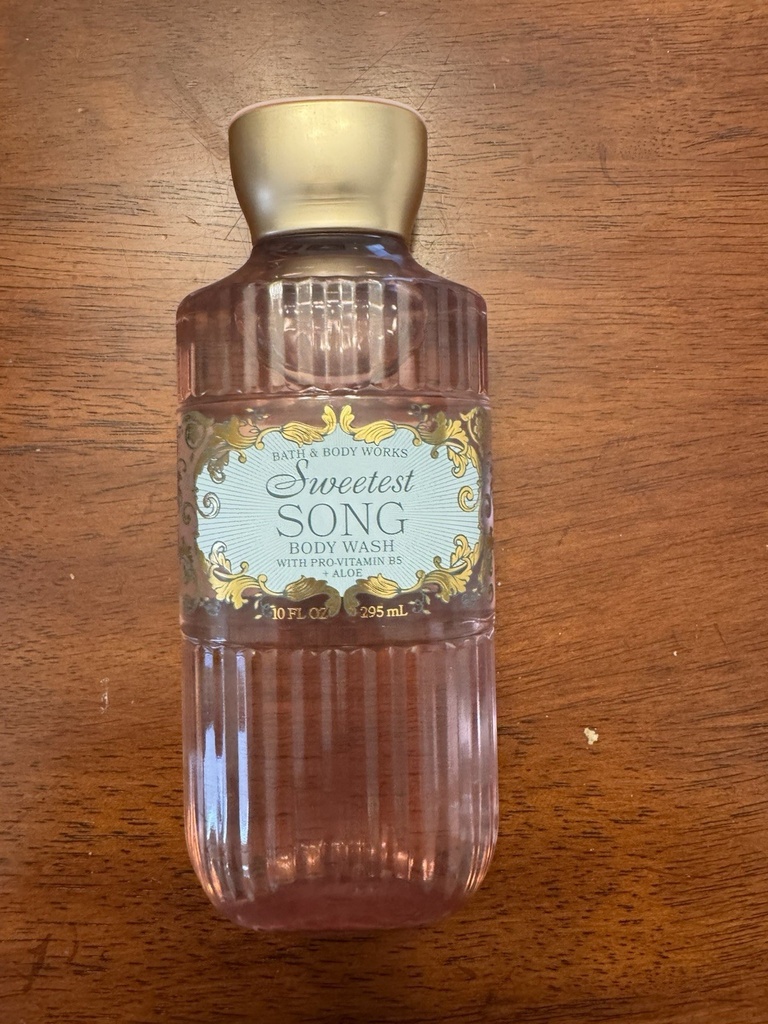 BATH & BODY WORKS
Sweetest
SONG
BODY WASH
WITH PRO-VITAMIN B5
+ ALOE
10 FL OZ 295 mL